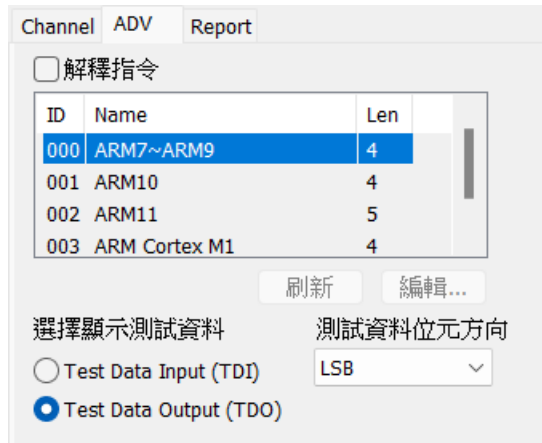 Channel ADV Report
解釋指令
ID Name Len
000 ARM7~ARM9 4
001 ARM10 4
002 ARM11 5
003 ARM Cortex M1 4
刷新 編輯...
選擇顯示測試資料 測試資料位元方向
Test Data Input (TDI) LSB
Test Data Output (TDO)